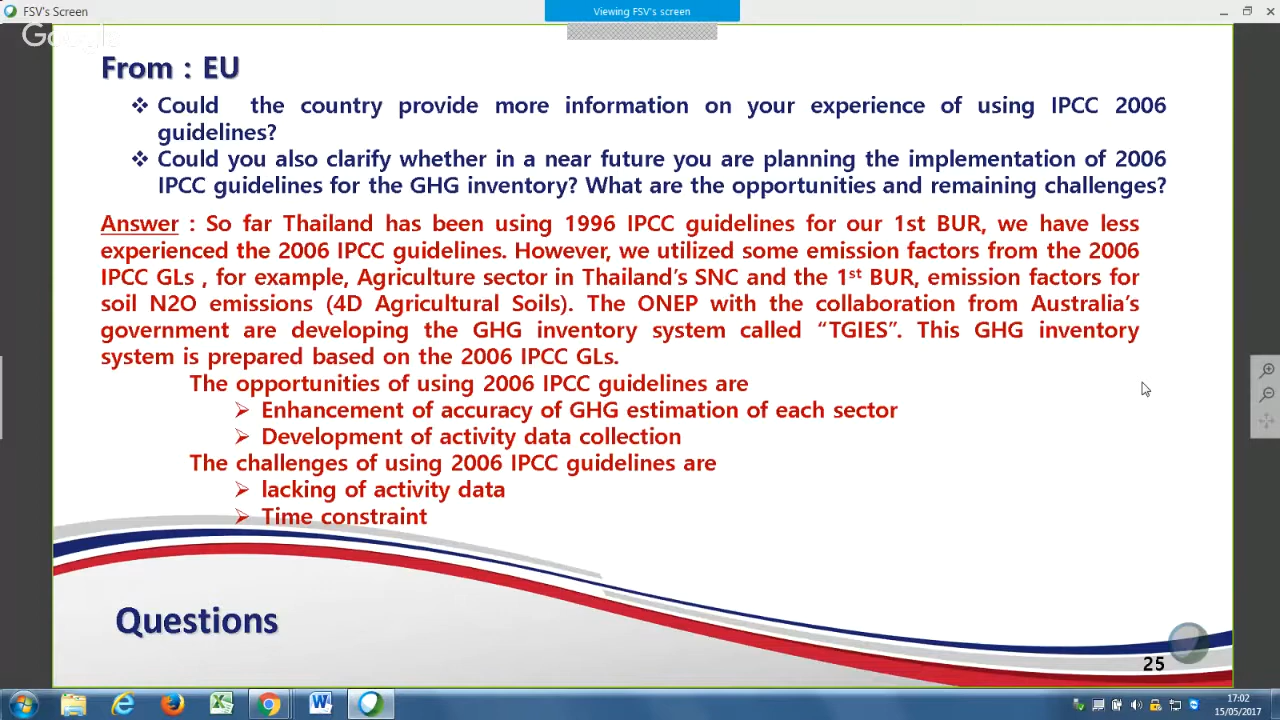 FSV's Screen
Viewing FSV's screen
Google
From : EU
❖ Could the country provide more information on your experience of using IPCC 2006
guidelines?
❖ Could you also clarify whether in a near future you are planning the implementation of 2006
IPCC guidelines for the GHG inventory? What are the opportunities and remaining challenges?
Answer : So far Thailand has been using 1996 IPCC guidelines for our 1st BUR, we have less
experienced the 2006 IPCC guidelines. However, we utilized some emission factors from the 2006
IPCC GLs , for example, Agriculture sector in Thailand's SNC and the 1st BUR, emission factors for
soil N2O emissions (4D Agricultural Soils). The ONEP with the collaboration from Australia's
government are developing the GHG inventory system called “TGIES”. This GHG inventory
system is prepared based on the 2006 IPCC GLs.
The opportunities of using 2006 IPCC guidelines are
➢ Enhancement of accuracy of GHG estimation of each sector
➢ Development of activity data collection
The challenges of using 2006 IPCC guidelines are
➢ lacking of activity data
➢ Time constraint
Questions
25
17:02
15/05/2017